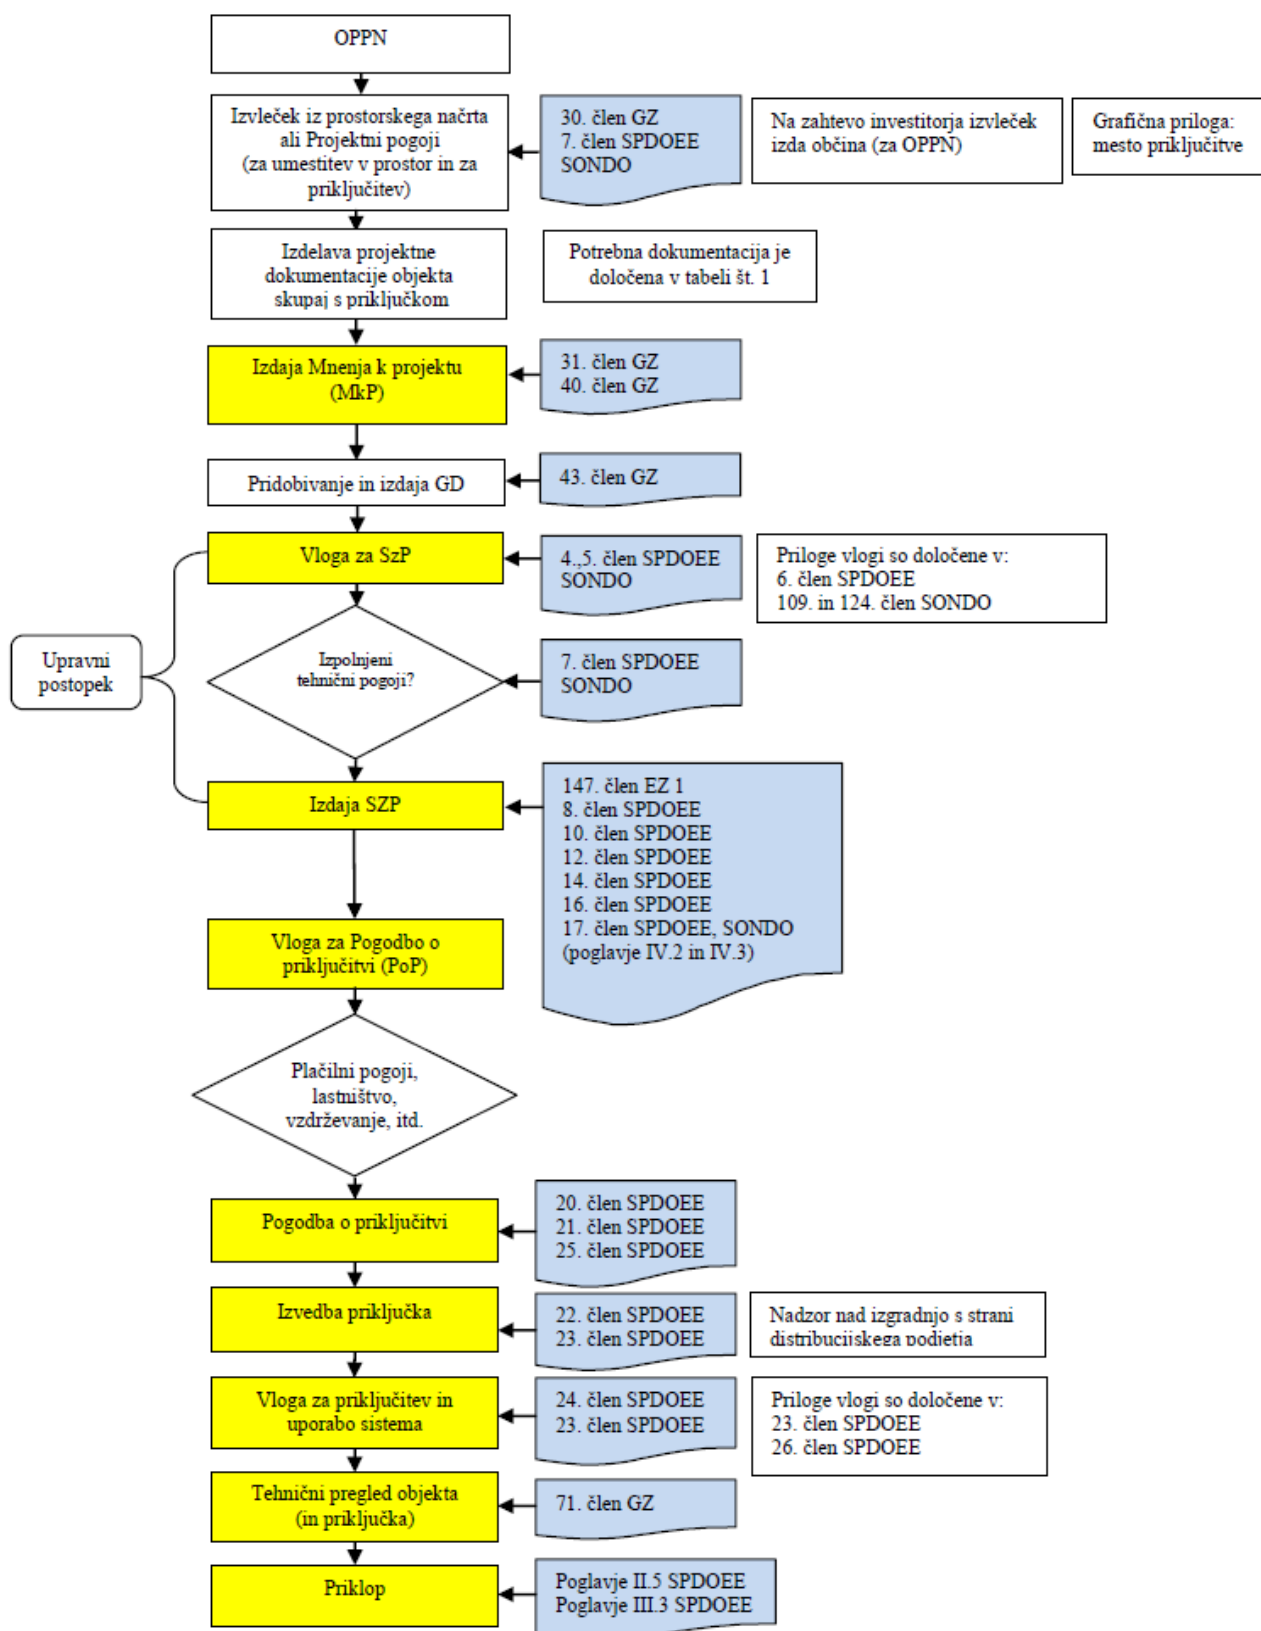 OPPN
Izvleček iz prostorskega načrta
ali Projektni pogoji
(za umestitev v prostor in za
priključitev)
30. člen GZ
7. člen SPDOEE
SONDO
Na zahtevo investitorja izvleček
izda občina (za OPPN)
Grafična priloga:
mesto priključitve
Izdelava projektne
dokumentacije objekta
skupaj s priključkom
Potrebna dokumentacija je
določena v tabeli št. 1
Izdaja Mnenja k projektu
(MkP)
31. člen GZ
40. člen GZ
Pridobivanje in izdaja GD
43. člen GZ
Vloga za SzP
4.,5. člen SPDOEE
SONDO
Priloge vlogi so določene v:
6. člen SPDOEE
109. in 124. člen SONDO
Upravni
postopek
Izpolnjeni
tehnični pogoji?
7. člen SPDOEE
SONDO
Izdaja SZP
147. člen EZ 1
8. člen SPDOEE
10. člen SPDOEE
12. člen SPDOEE
14. člen SPDOEE
16. člen SPDOEE
17. člen SPDOEE, SONDO
(poglavje IV.2 in IV.3)
Vloga za Pogodbo o
priključitvi (PoP)
Plačilni pogoji,
lastništvo,
vzdrževanje, itd.
Pogodba o priključitvi
20. člen SPDOEE
21. člen SPDOEE
25. člen SPDOEE
Izvedba priključka
22. člen SPDOEE
23. člen SPDOEE
Nadzor nad izgradnjo s strani
distribucijskega podjetja
Vloga za priključitev in
uporabo sistema
24. člen SPDOEE
23. člen SPDOEE
Priloge vlogi so določene v:
23. člen SPDOEE
26. člen SPDOEE
Tehnični pregled objekta
(in priključka)
71. člen GZ
Priklop
Poglavje II.5 SPDOEE
Poglavje III.3 SPDOEE